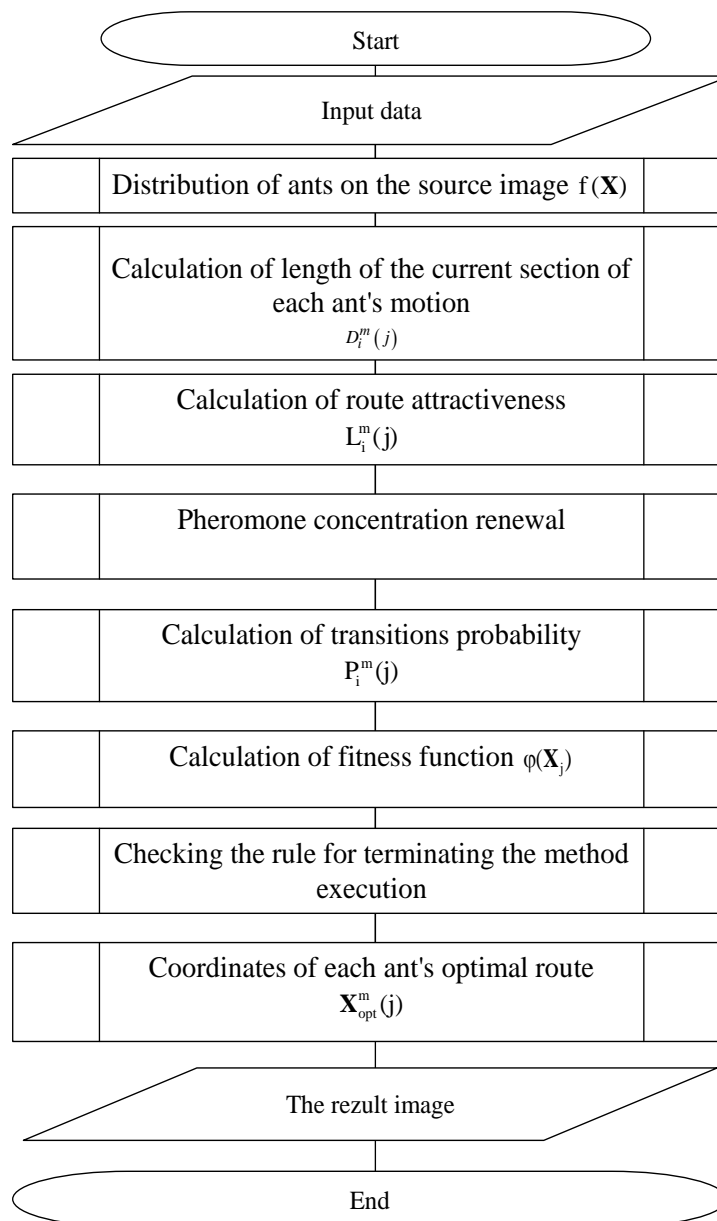 Start
Input data
Distribution of ants on the source image f(X)
Calculation of length of the current section of
each ant's motion
D_i^m(j)
Calculation of route attractiveness
L_i^m(j)
Pheromone concentration renewal
Calculation of transitions probability
P_i^m(j)
Calculation of fitness function φ(X_j)
Checking the rule for terminating the method
execution
Coordinates of each ant's optimal route
X_opt^m(j)
The rezult image
End